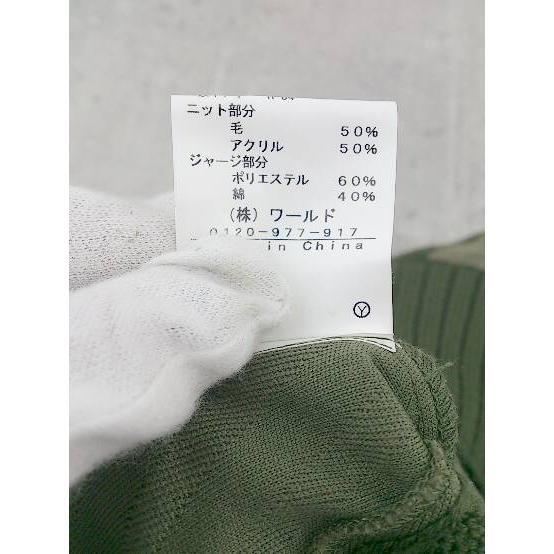 ニット部分
毛 50%
アクリル 50%
ジャージ部分
ポリエステル 60%
綿 40%
(株) ワールド
0120-977-917
in China
Y